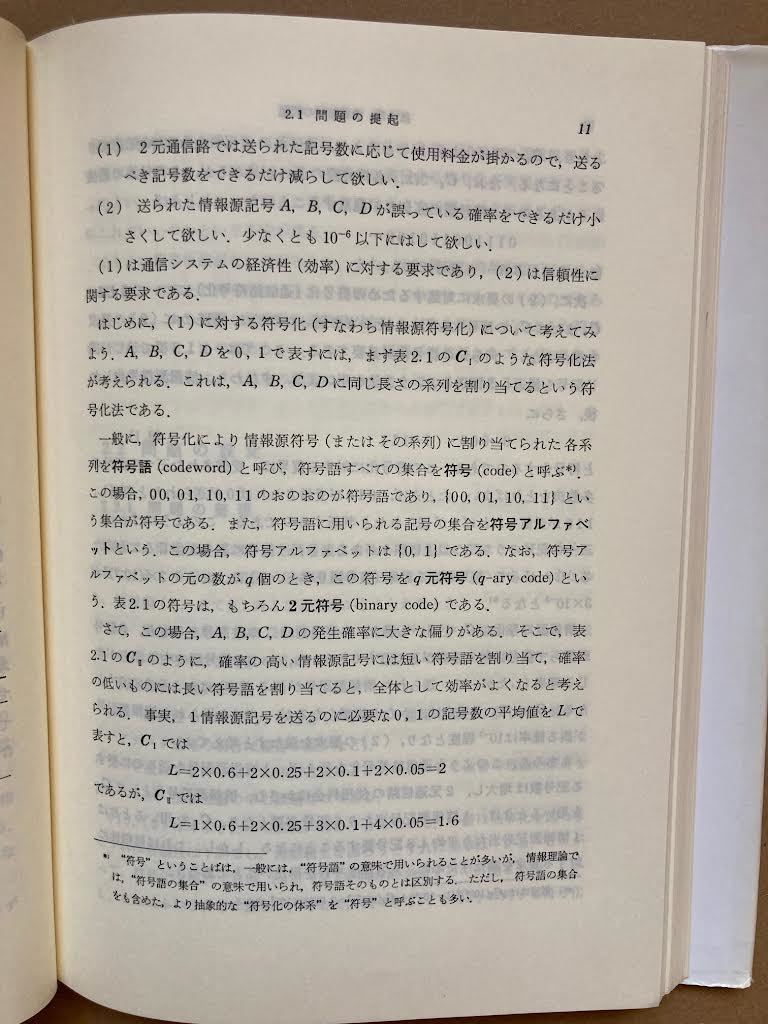 2.1 問題の提起
11
(1) 2元通信路では送られた記号数に応じて使用料金が掛かるので，送る
べき記号数をできるだけ減らして欲しい．
(2) 送られた情報源記号 A, B, C, D が誤っている確率をできるだけ小
さくして欲しい．少なくとも 10⁻⁶ 以下にはして欲しい．
(1)は通信システムの経済性(効率)に対する要求であり，(2)は信頼性に
関する要求である．
はじめに，(1)に対する符号化(すなわち情報源符号化)について考えてみ
よう．A, B, C, D を 0, 1 で表すには，まず表2.1の C_I のような符号化法
が考えられる．これは，A, B, C, D に同じ長さの系列を割り当てるという符
号化法である．
一般に，符号化により情報源符号(またはその系列)に割り当てられた各系
列を符号語 (codeword) と呼び，符号語すべての集合を符号 (code) と呼ぶ*)．
この場合，00, 01, 10, 11 のおのおのが符号語であり，{00, 01, 10, 11} とい
う集合が符号である．また，符号語に用いられる記号の集合を符号アルファベ
ットという．この場合，符号アルファベットは {0, 1} である．なお，符号ア
ルファベットの元の数が q 個のとき，この符号を q 元符号 (q-ary code) とい
う．表2.1の符号は，もちろん 2 元符号 (binary code) である．
さて，この場合，A, B, C, D の発生確率に大きな偏りがある．そこで，表
2.1の C_II のように，確率の高い情報源記号には短い符号語を割り当て，確率
の低いものには長い符号語を割り当てると，全体として効率がよくなると考え
られる．事実，1情報源記号を送るのに必要な 0, 1 の記号数の平均値を L で
表すと，C_I では
L=2×0.6+2×0.25+2×0.1+2×0.05=2
であるが，C_II では
L=1×0.6+2×0.25+3×0.1+4×0.05=1.6
*) “符号”ということばは，一般には，“符号語”の意味で用いられることが多いが，情報理論で
は，“符号語の集合”の意味で用いられ，符号語そのものとは区別する．ただし，符号語の集合
をも含めた，より抽象的な“符号化の体系”を“符号”と呼ぶことも多い．